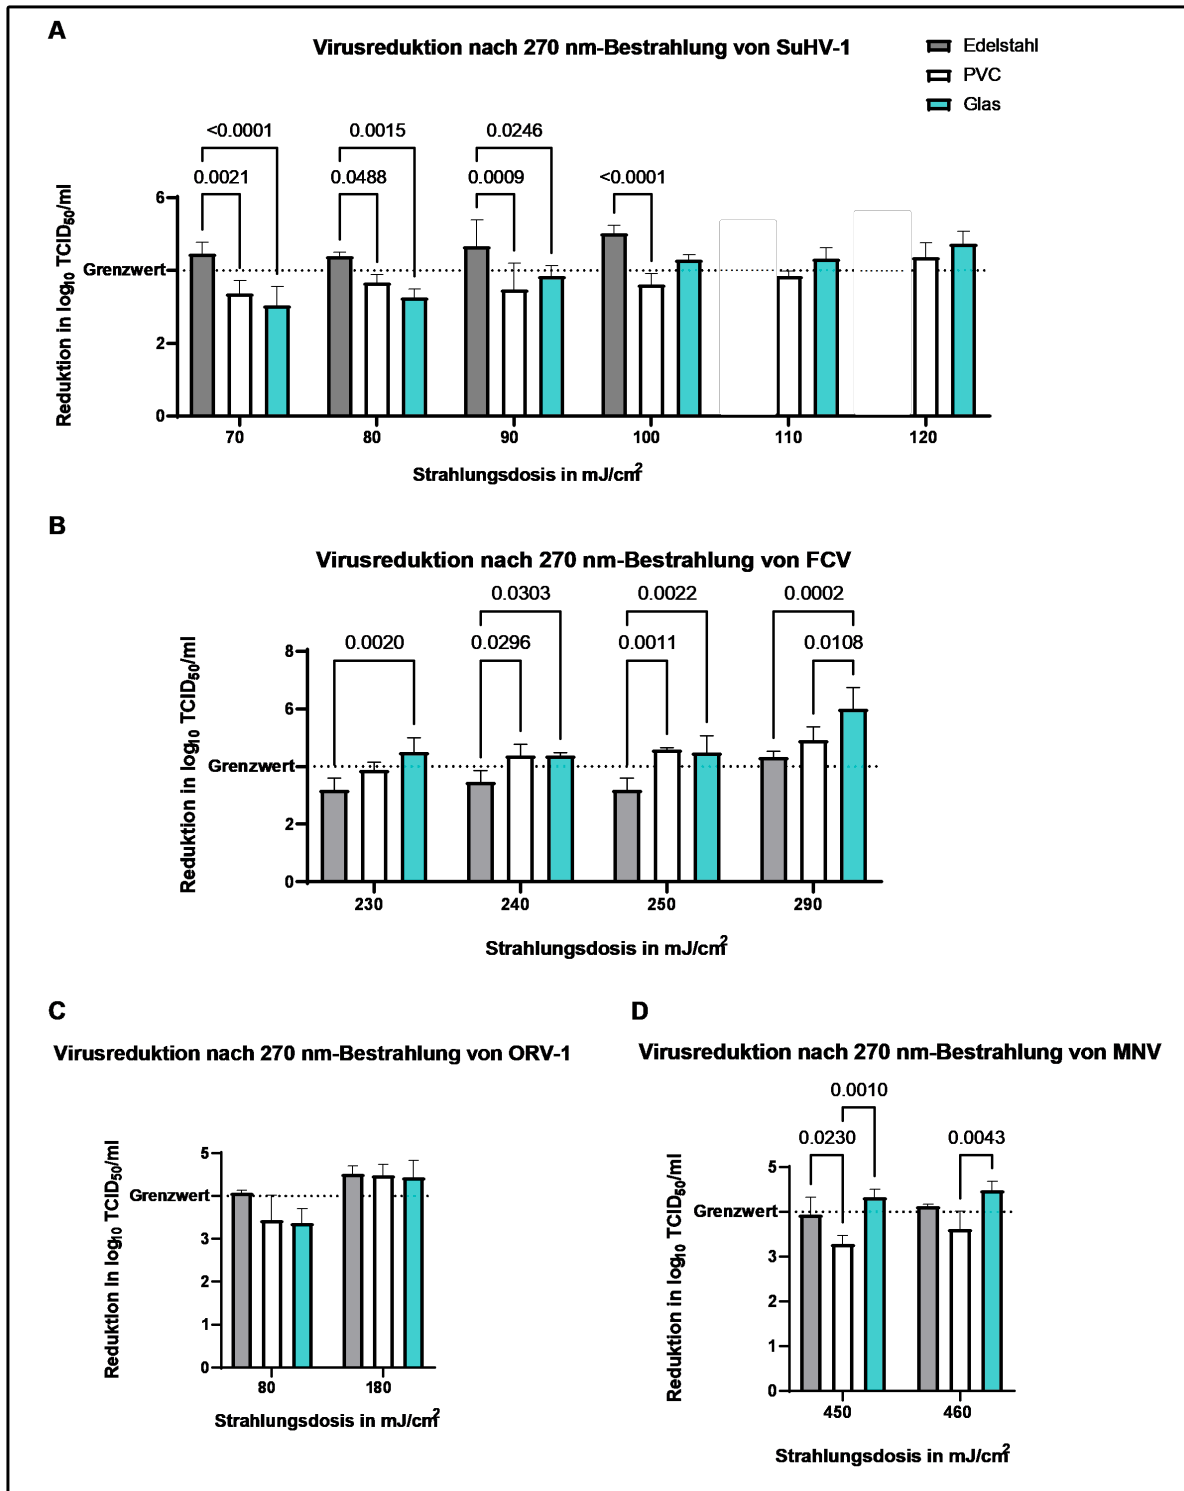 A
Virusreduktion nach 270 nm-Bestrahlung von SuHV-1
Edelstahl
PVC
Glas
<0.0001
0.0015
0.0246
0.0021
0.0488
0.0009
<0.0001
Reduktion in log10 TCID50/ml
6
Grenzwert
2
0
70
80
90
100
110
120
Strahlungsdosis in mJ/cm2
B
Virusreduktion nach 270 nm-Bestrahlung von FCV
0.0303
0.0022
0.0002
0.0020
0.0296
0.0011
0.0108
Reduktion in log10 TCID50/ml
8
6
Grenzwert
2
0
230
240
250
290
Strahlungsdosis in mJ/cm2
C
Virusreduktion nach 270 nm-Bestrahlung von ORV-1
Reduktion in log10 TCID50/ml
5
Grenzwert
3
2
1
0
80
180
Strahlungsdosis in mJ/cm2
D
Virusreduktion nach 270 nm-Bestrahlung von MNV
0.0010
0.0230
0.0043
Reduktion in log10 TCID50/ml
5
Grenzwert
3
2
1
0
450
460
Strahlungsdosis in mJ/cm2